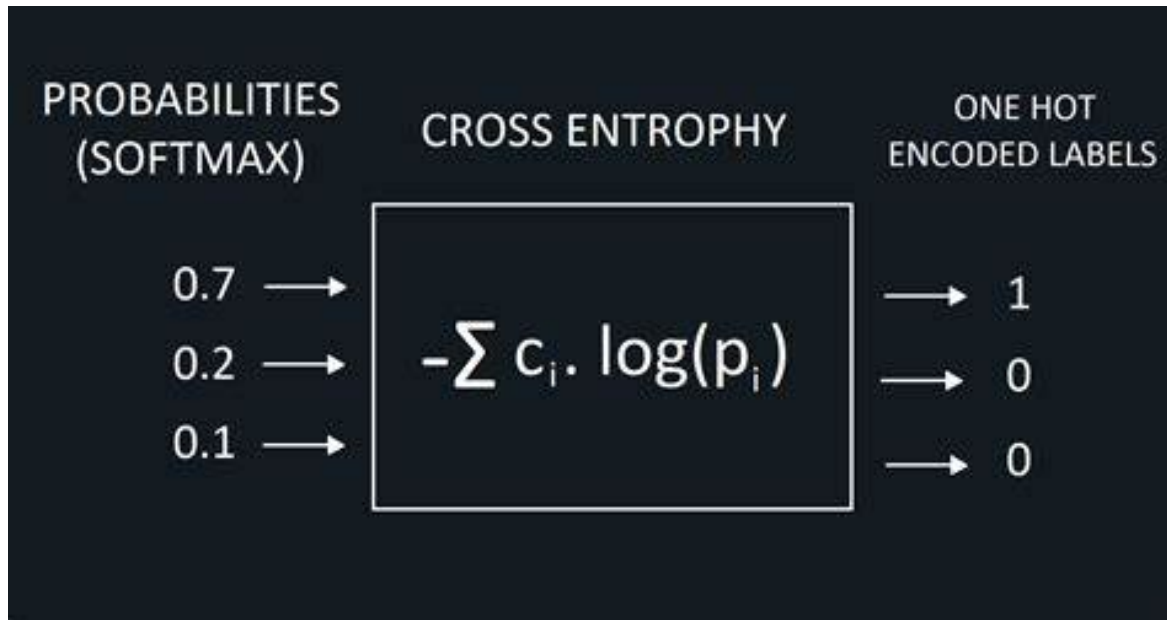 PROBABILITIES
(SOFTMAX)
CROSS ENTROPHY
ONE HOT
ENCODED LABELS
0.7
0.2
0.1
-∑ cᵢ. log(pᵢ)
1
0
0